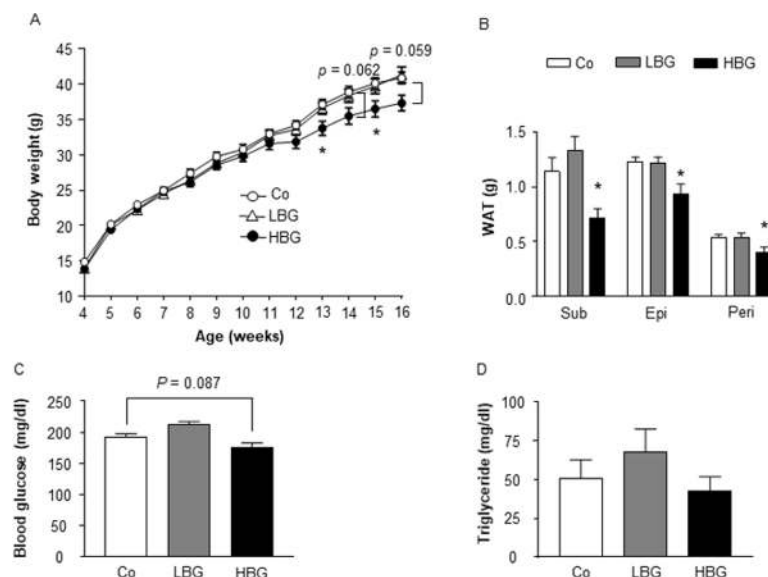 A
p = 0.059
p = 0.062
Body weight (g)
45
40
35
30
25
20
15
10
Co
LBG
HBG
*
*
4 5 6 7 8 9 10 11 12 13 14 15 16
Age (weeks)
B
Co LBG HBG
WAT (g)
1.5
1.0
0.5
0.0
*
*
*
Sub Epi Peri
C
P = 0.087
Blood glucose (mg/dl)
250
200
150
100
50
0
Co LBG HBG
D
Triglyceride (mg/dl)
100
75
50
25
0
Co LBG HBG